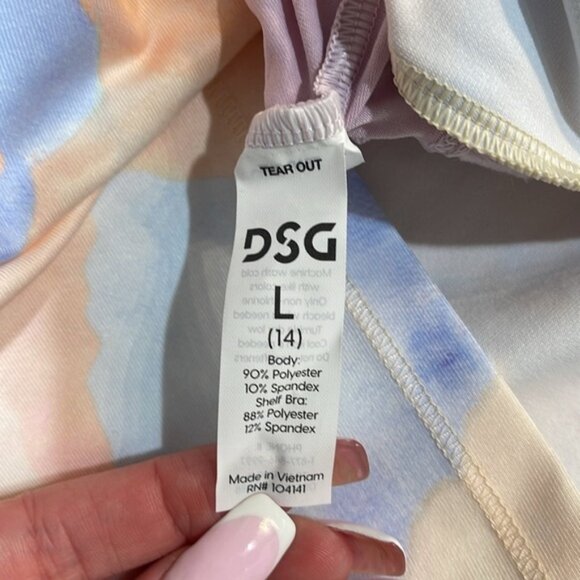 TEAR OUT
DSG
L
(14)
Body:
90% Polyester
10% Spandex
Shelf Bra:
88% Polyester
12% Spandex
Made in Vietnam
RN# 104141